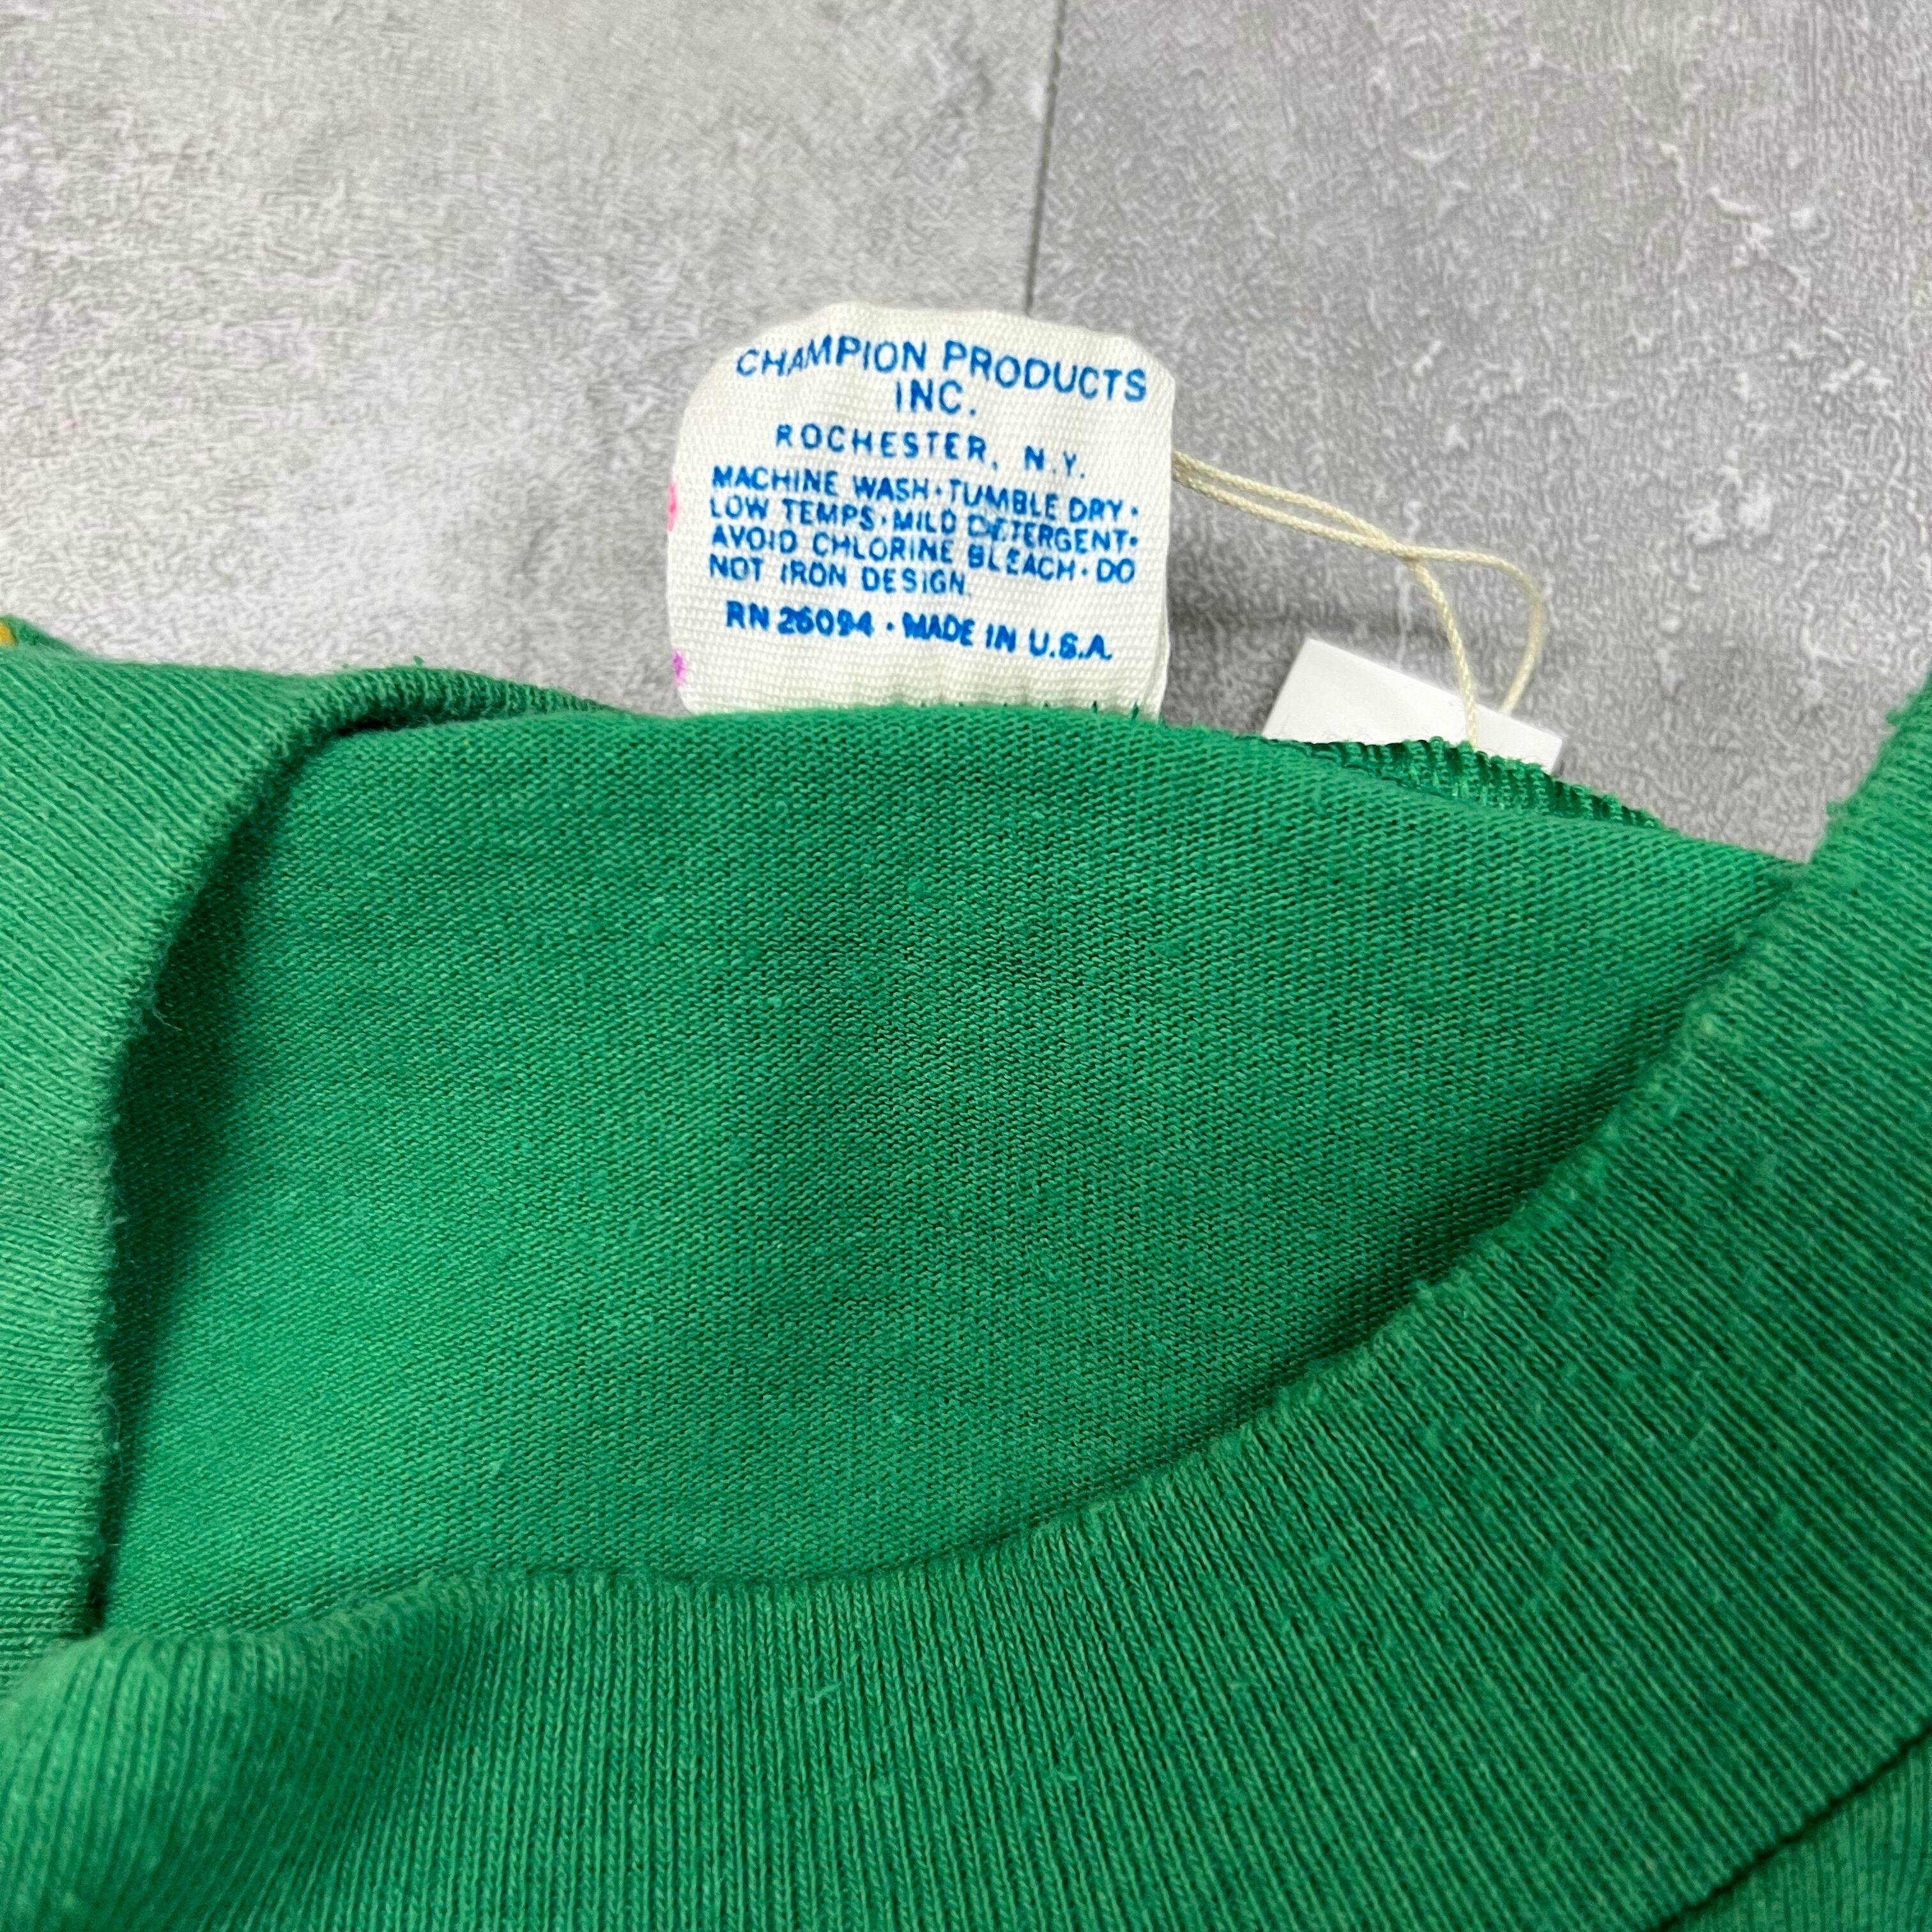 CHAMPION PRODUCTS
INC.
ROCHESTER, N.Y.
MACHINE WASH·TUMBLE DRY·
LOW TEMPS·MILD DETERGENT·
AVOID CHLORINE BLEACH·DO
NOT IRON DESIGN.
RN 26094 · MADE IN U.S.A.